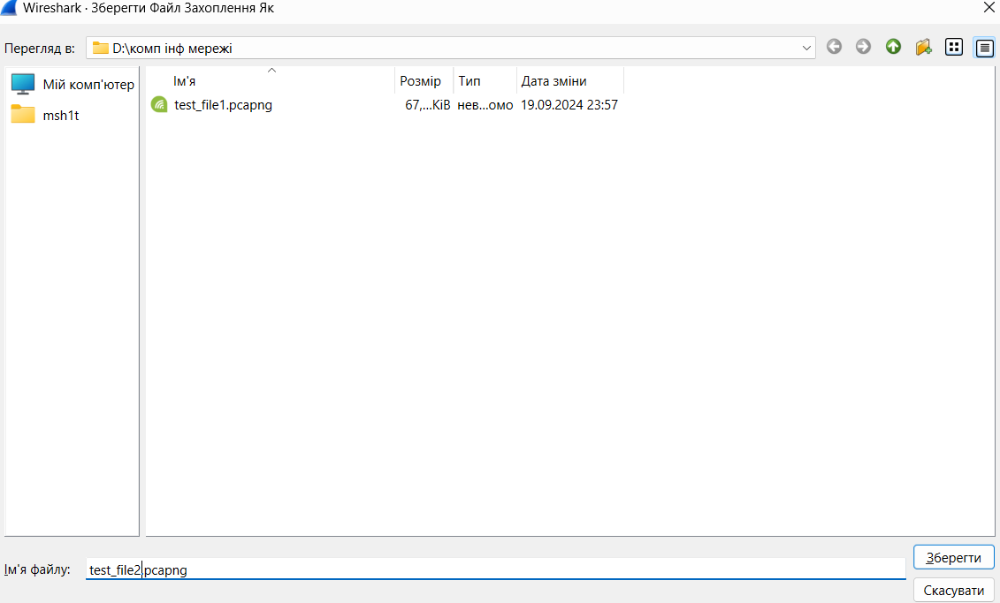 Wireshark · Зберегти Файл Захоплення Як
Перегляд в: D:\комп інф мережі
Мій комп'ютер
msh1t
Ім'я Розмір Тип Дата зміни
test_file1.pcapng 67,...KiB нев...омо 19.09.2024 23:57
Ім'я файлу: test_file2.pcapng
Зберегти
Скасувати